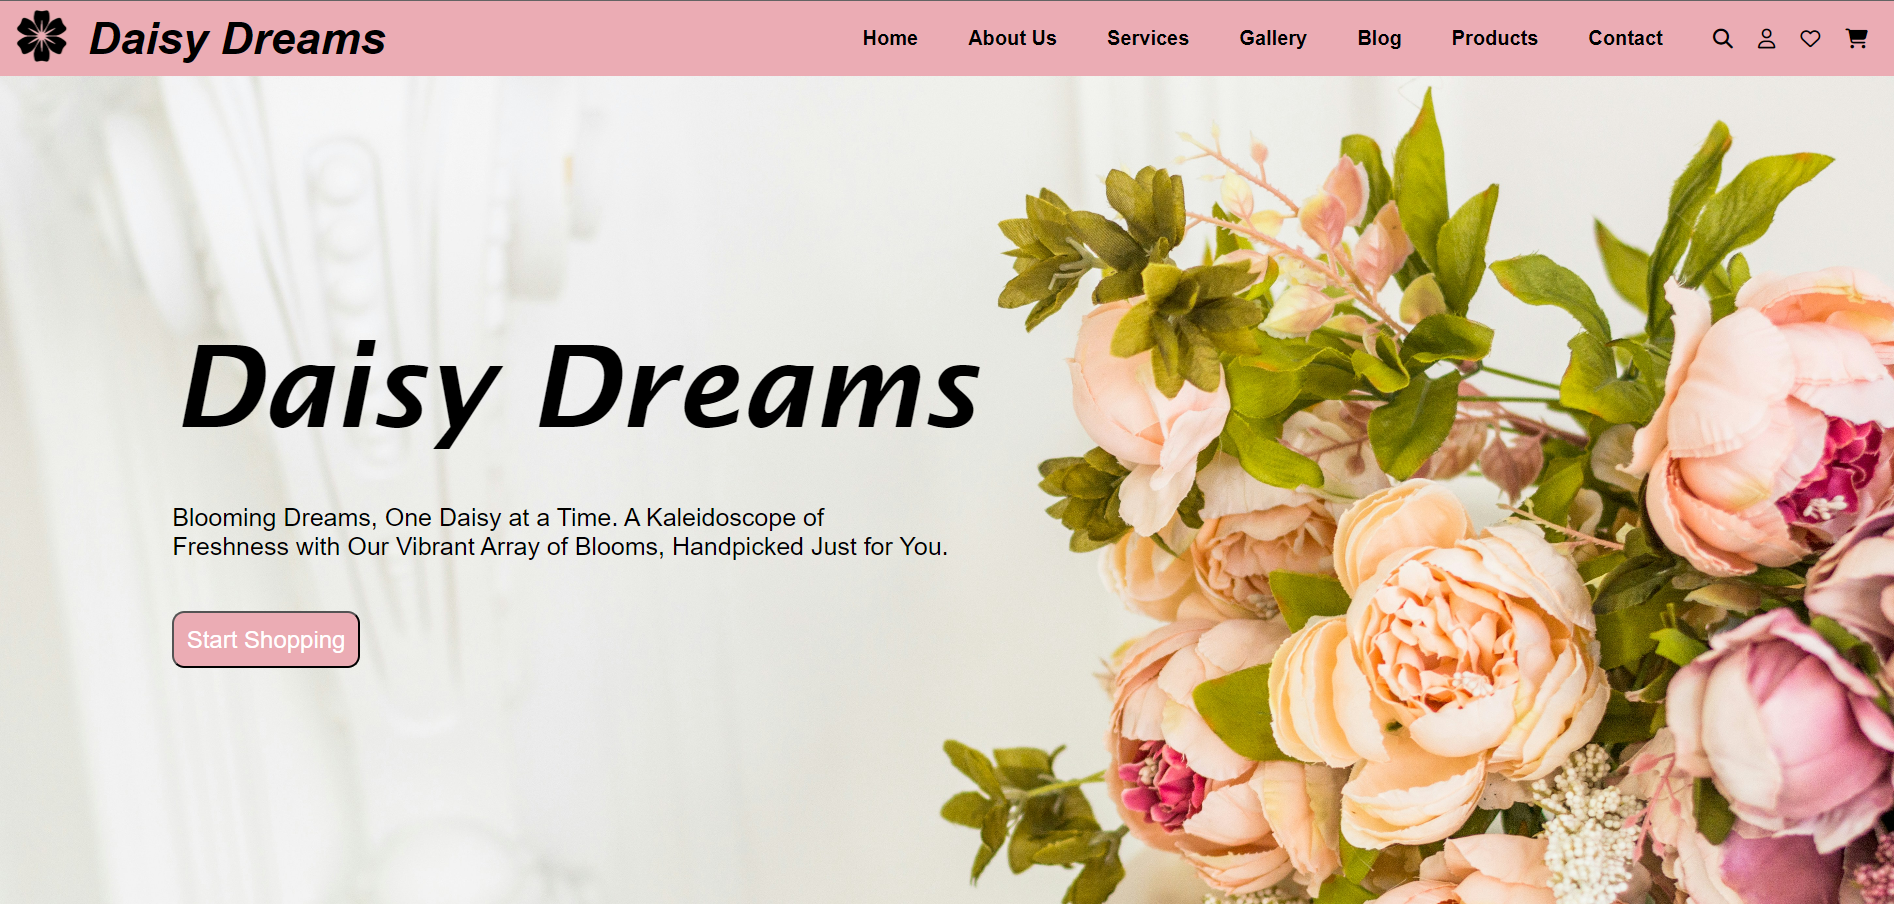 Daisy Dreams
Home About Us Services Gallery Blog Products Contact
Daisy Dreams
Blooming Dreams, One Daisy at a Time. A Kaleidoscope of
Freshness with Our Vibrant Array of Blooms, Handpicked Just for You.
Start Shopping